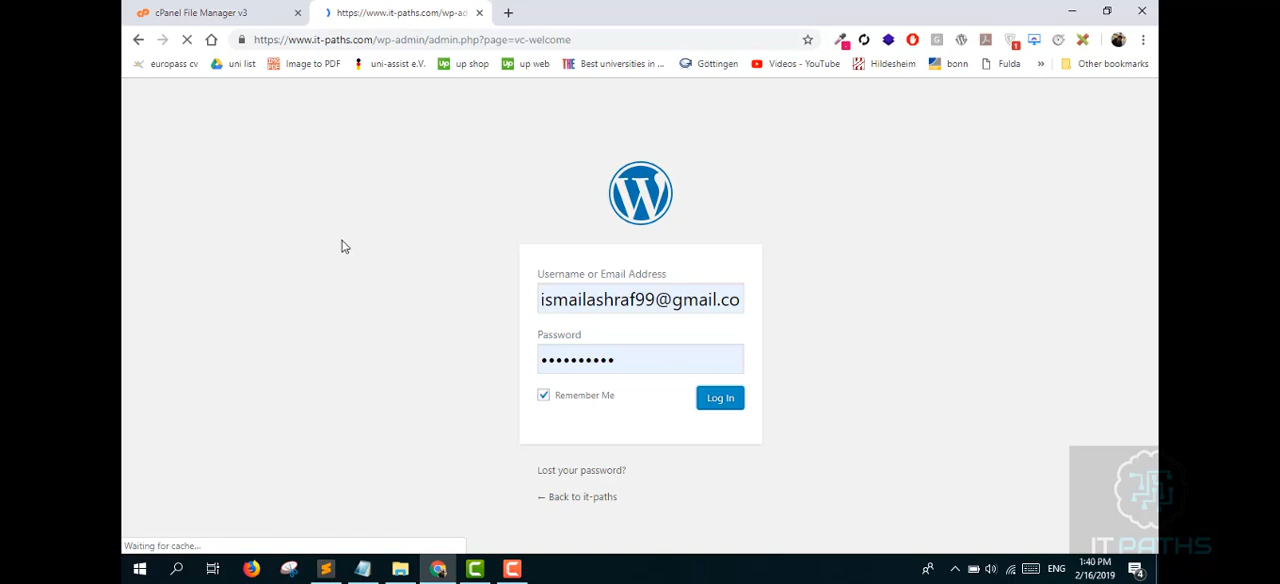 cPanel File Manager v3
https://www.it-paths.com/wp-ad
https://www.it-paths.com/wp-admin/admin.php?page=vc-welcome
europass cv
uni list
Image to PDF
uni-assist e.V.
up shop
up web
Best universities in ...
Göttingen
Videos - YouTube
Hildesheim
bonn
Fulda
»
Other bookmarks
Username or Email Address
ismailashraf99@gmail.co
Password
••••••••••
Remember Me
Log In
Lost your password?
← Back to it-paths
Waiting for cache...
IT PATHS
ENG
1:40 PM
2/16/2019
4